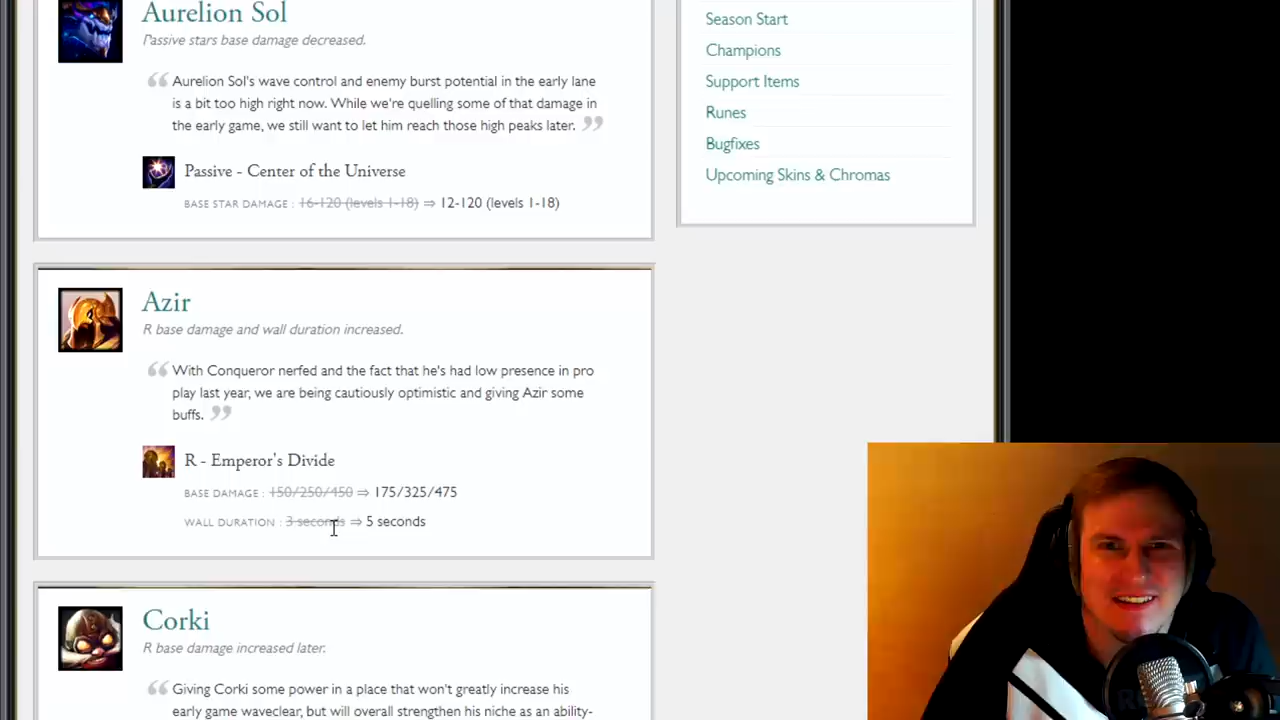 Aurelion Sol
Passive stars base damage decreased.
Aurelion Sol's wave control and enemy burst potential in the early lane
is a bit too high right now. While we're quelling some of that damage in
the early game, we still want to let him reach those high peaks later.
Passive - Center of the Universe
BASE STAR DAMAGE : 16-120 (levels 1-18) ⇒ 12-120 (levels 1-18)
Azir
R base damage and wall duration increased.
With Conqueror nerfed and the fact that he's had low presence in pro
play last year, we are being cautiously optimistic and giving Azir some
buffs.
R - Emperor's Divide
BASE DAMAGE : 150/250/450 ⇒ 175/325/475
WALL DURATION : 3 seconds ⇒ 5 seconds
Corki
R base damage increased later.
Giving Corki some power in a place that won't greatly increase his
early game waveclear, but will overall strengthen his niche as an ability-
Season Start
Champions
Support Items
Runes
Bugfixes
Upcoming Skins & Chromas